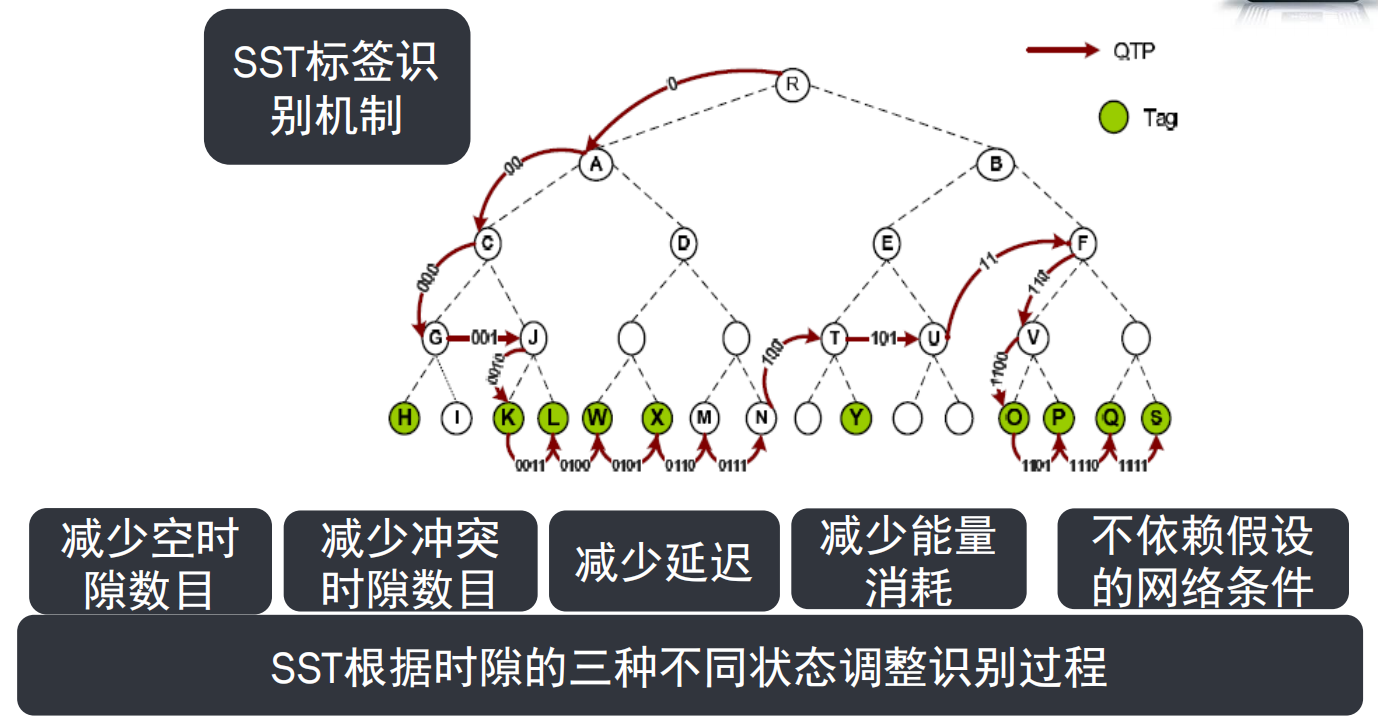 SST标签识
别机制
QTP
Tag
R
0
A
B
00
C
D
E
F
000
11
110
G
001
J
100
T
101
U
V
0010
1100
H
I
K
L
W
X
M
N
Y
O
P
Q
S
0011
0100
0101
0110
0111
1101
1110
1111
减少空时
隙数目
减少冲突
时隙数目
减少延迟
减少能量
消耗
不依赖假设
的网络条件
SST根据时隙的三种不同状态调整识别过程